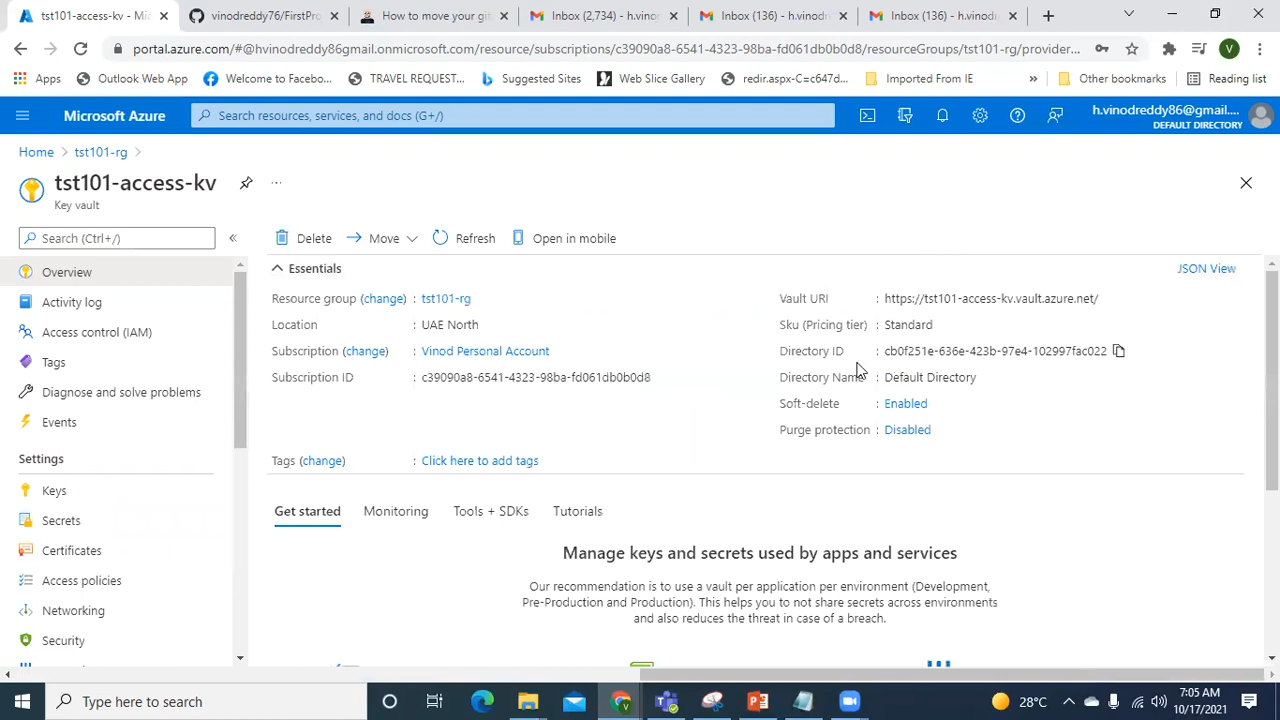 tst101-access-kv - Mic
vinodreddy76/FirstPro
How to move your git
Inbox (2,734) - h.vino
Inbox (136) - h.vinod
Inbox (136) - h.vinod
portal.azure.com/#@hvinodreddy86gmail.onmicrosoft.com/resource/subscriptions/c39090a8-6541-4323-98ba-fd061db0b0d8/resourceGroups/tst101-rg/provider...
V
Apps
Outlook Web App
Welcome to Facebo...
TRAVEL REQUEST...
Suggested Sites
Web Slice Gallery
redir.aspx-C=c647d...
Imported From IE
»
Other bookmarks
Reading list
Microsoft Azure
Search resources, services, and docs (G+/)
h.vinodreddy86@gmail....
DEFAULT DIRECTORY
Home > tst101-rg >
tst101-access-kv
...
Key vault
Search (Ctrl+/)
«
Delete
Move
Refresh
Open in mobile
Overview
Activity log
Access control (IAM)
Tags
Diagnose and solve problems
Events
Settings
Keys
Secrets
Certificates
Access policies
Networking
Security
Essentials
JSON View
Resource group (change) : tst101-rg
Location : UAE North
Subscription (change) : Vinod Personal Account
Subscription ID : c39090a8-6541-4323-98ba-fd061db0b0d8
Vault URI : https://tst101-access-kv.vault.azure.net/
Sku (Pricing tier) : Standard
Directory ID : cb0f251e-636e-423b-97e4-102997fac022
Directory Name : Default Directory
Soft-delete : Enabled
Purge protection : Disabled
Tags (change) : Click here to add tags
Get started
Monitoring
Tools + SDKs
Tutorials
Manage keys and secrets used by apps and services
Our recommendation is to use a vault per application per environment (Development,
Pre-Production and Production). This helps you to not share secrets across environments
and also reduces the threat in case of a breach.
Type here to search
28°C
7:05 AM
10/17/2021